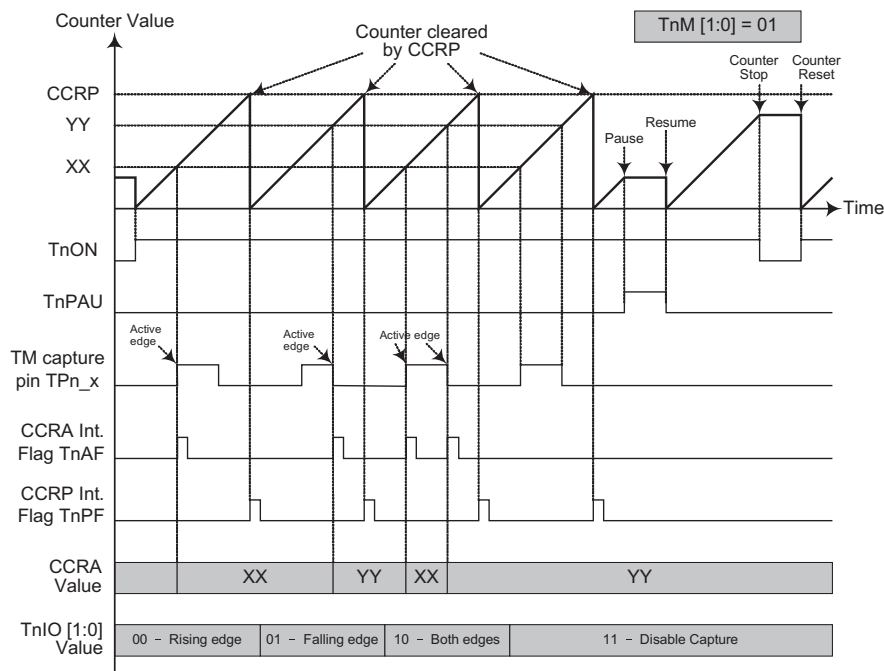 Counter Value
Counter cleared
by CCRP
TnM [1:0] = 01
Counter
Stop
Counter
Reset
CCRP
YY
XX
Pause
Resume
Time
TnON
TnPAU
Active
edge
Active
edge
Active edge
TM capture
pin TPn_x
CCRA Int.
Flag TnAF
CCRP Int.
Flag TnPF
CCRA
Value
XX
YY
XX
YY
TnIO [1:0]
Value
00 – Rising edge
01 – Falling edge
10 – Both edges
11 – Disable Capture